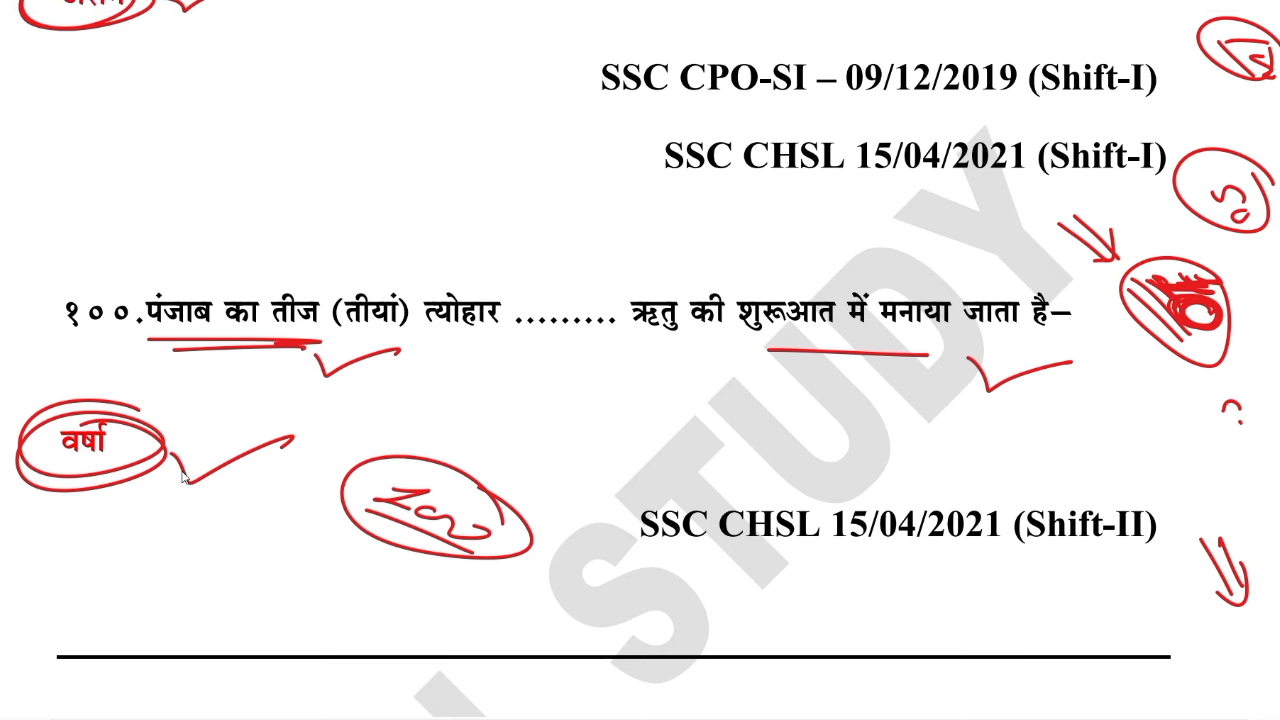 SSC CPO-SI – 09/12/2019 (Shift-I)
SSC CHSL 15/04/2021 (Shift-I)
१००.पंजाब का तीज (तीयां) त्योहार ......... ऋतु की शुरूआत में मनाया जाता है–
वर्षा
SSC CHSL 15/04/2021 (Shift-II)
STUDY